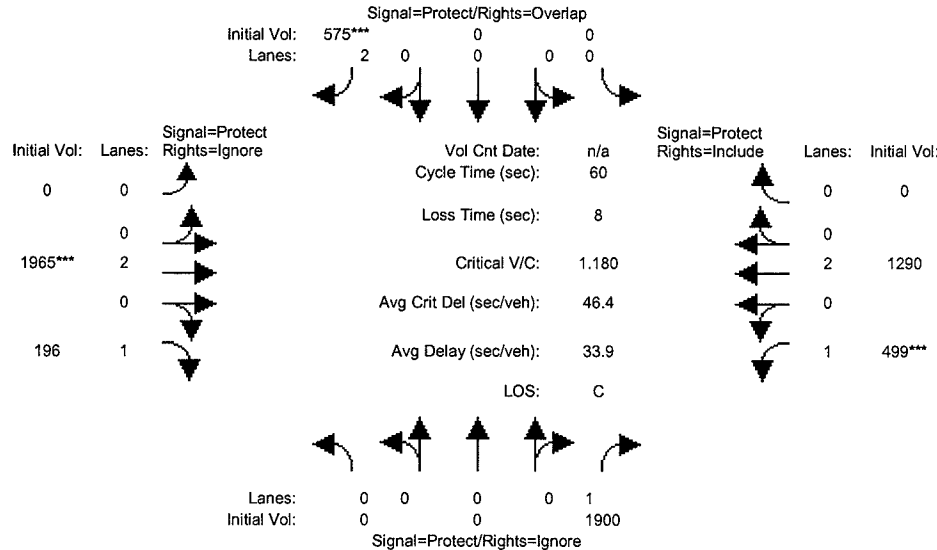 Signal=Protect/Rights=Overlap
Initial Vol: 575*** 0 0
Lanes: 2 0 0 0 0
Signal=Protect
Rights=Ignore
Initial Vol: Lanes:
Vol Cnt Date: n/a
Signal=Protect
Rights=Include
Lanes: Initial Vol:
Cycle Time (sec): 60
0 0
0 0
Loss Time (sec): 8
0
0
1965*** 2
Critical V/C: 1.180
2 1290
0
Avg Crit Del (sec/veh): 46.4
0
196 1
Avg Delay (sec/veh): 33.9
1 499***
LOS: C
Lanes: 0 0 0 0 1
Initial Vol: 0 0 1900
Signal=Protect/Rights=Ignore